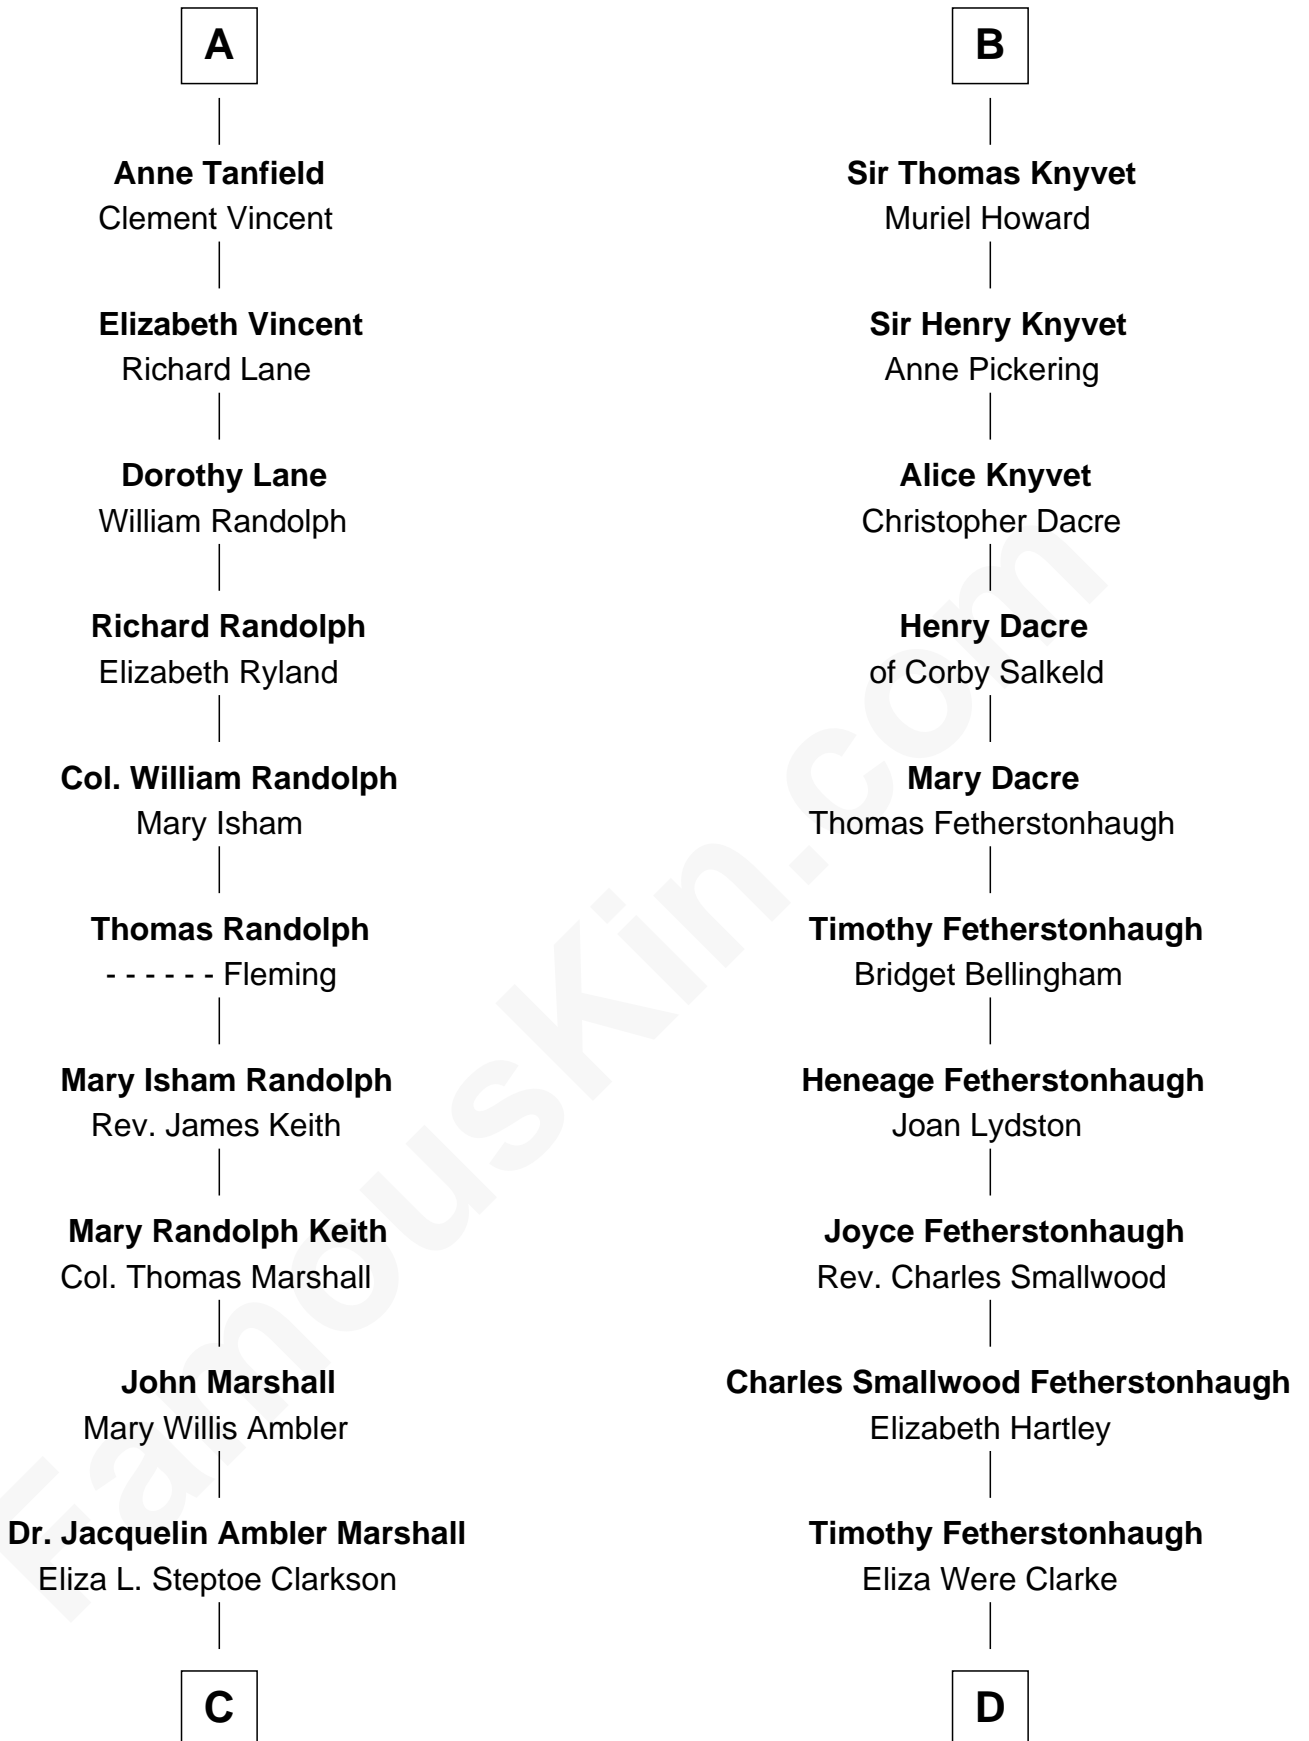 A
Anne Tanfield
Clement Vincent
Elizabeth Vincent
Richard Lane
Dorothy Lane
William Randolph
Richard Randolph
Elizabeth Ryland
Col. William Randolph
Mary Isham
Thomas Randolph
- - - - - - Fleming
Mary Isham Randolph
Rev. James Keith
Mary Randolph Keith
Col. Thomas Marshall
John Marshall
Mary Willis Ambler
Dr. Jacquelin Ambler Marshall
Eliza L. Steptoe Clarkson
C
B
Sir Thomas Knyvet
Muriel Howard
Sir Henry Knyvet
Anne Pickering
Alice Knyvet
Christopher Dacre
Henry Dacre
of Corby Salkeld
Mary Dacre
Thomas Fetherstonhaugh
Timothy Fetherstonhaugh
Bridget Bellingham
Heneage Fetherstonhaugh
Joan Lydston
Joyce Fetherstonhaugh
Rev. Charles Smallwood
Charles Smallwood Fetherstonhaugh
Elizabeth Hartley
Timothy Fetherstonhaugh
Eliza Were Clarke
D
FamousKin.com